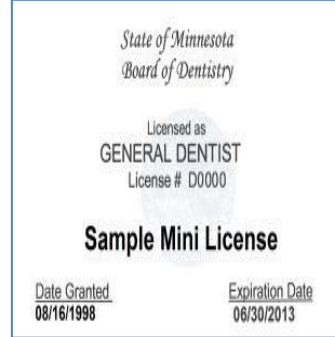 State of Minnesota
Board of Dentistry
Licensed as
GENERAL DENTIST
License # D0000
Sample Mini License
Date Granted Expiration Date
08/16/1998 06/30/2013